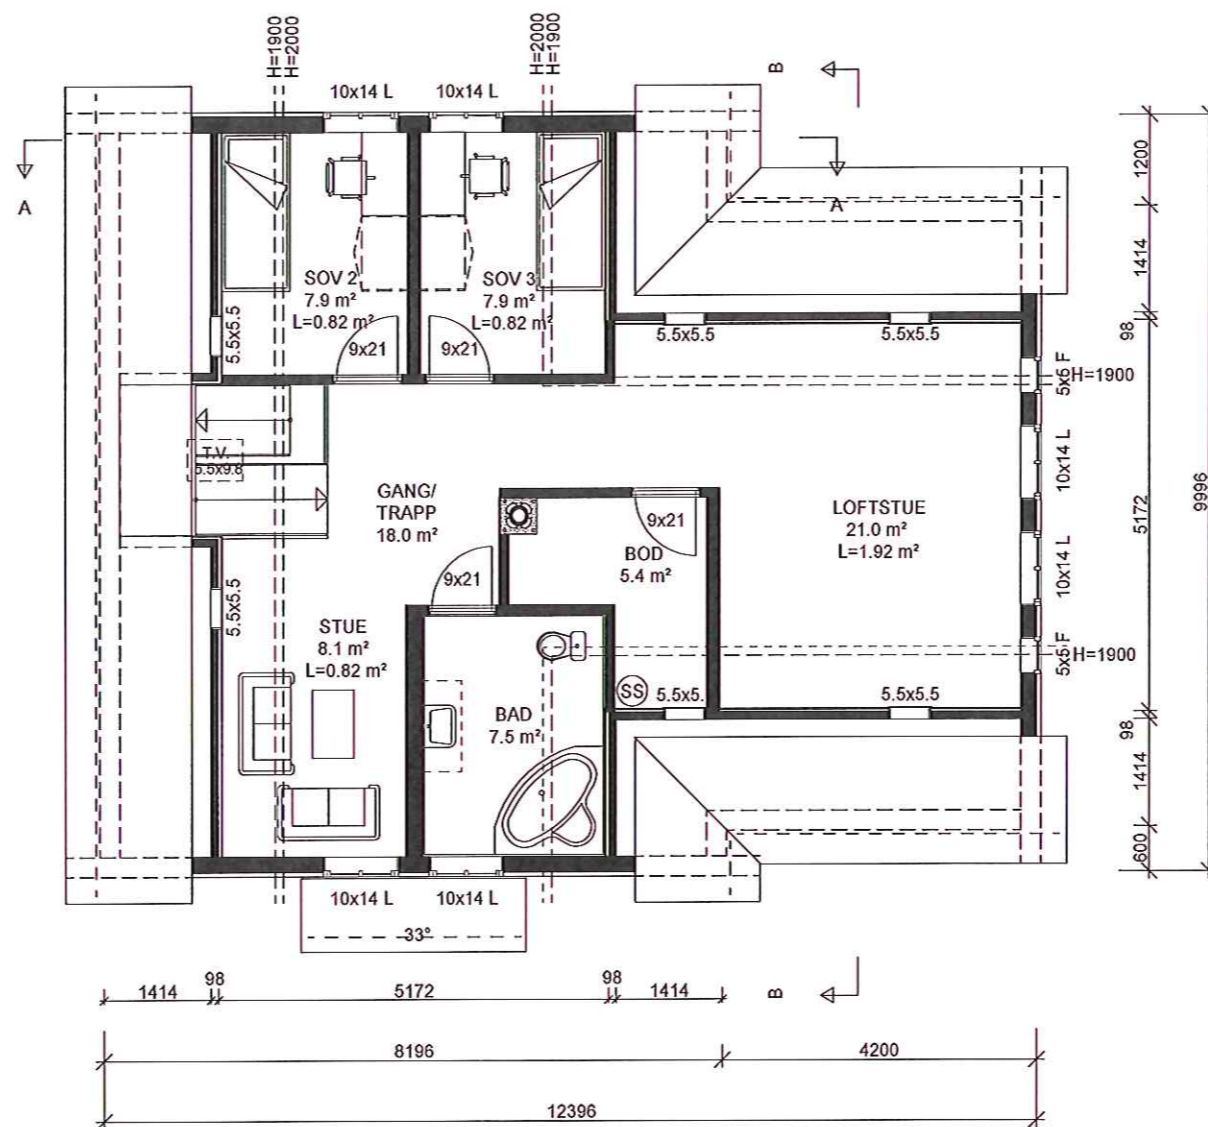 H=1900
H=2000
H=2000
H=1900
10x14 L
10x14 L
B
A
A
1200
1414
98
5172
9996
98
1414
600
SOV 2
7.9 m²
L=0.82 m²
SOV 3
7.9 m²
L=0.82 m²
9x21
9x21
5.5x5.5
5.5x5.5
5.5x5.5
5x5 F
H=1900
10x14 L
10x14 L
5x5 F
H=1900
T.V.
5.5x9.8
GANG/
TRAPP
18.0 m²
9x21
BOD
5.4 m²
9x21
LOFTSTUE
21.0 m²
L=1.92 m²
5.5x5.5
STUE
8.1 m²
L=0.82 m²
SS
5.5x5.
5.5x5.5
BAD
7.5 m²
10x14 L
10x14 L
33°
B
1414
98
5172
98
1414
8196
4200
12396